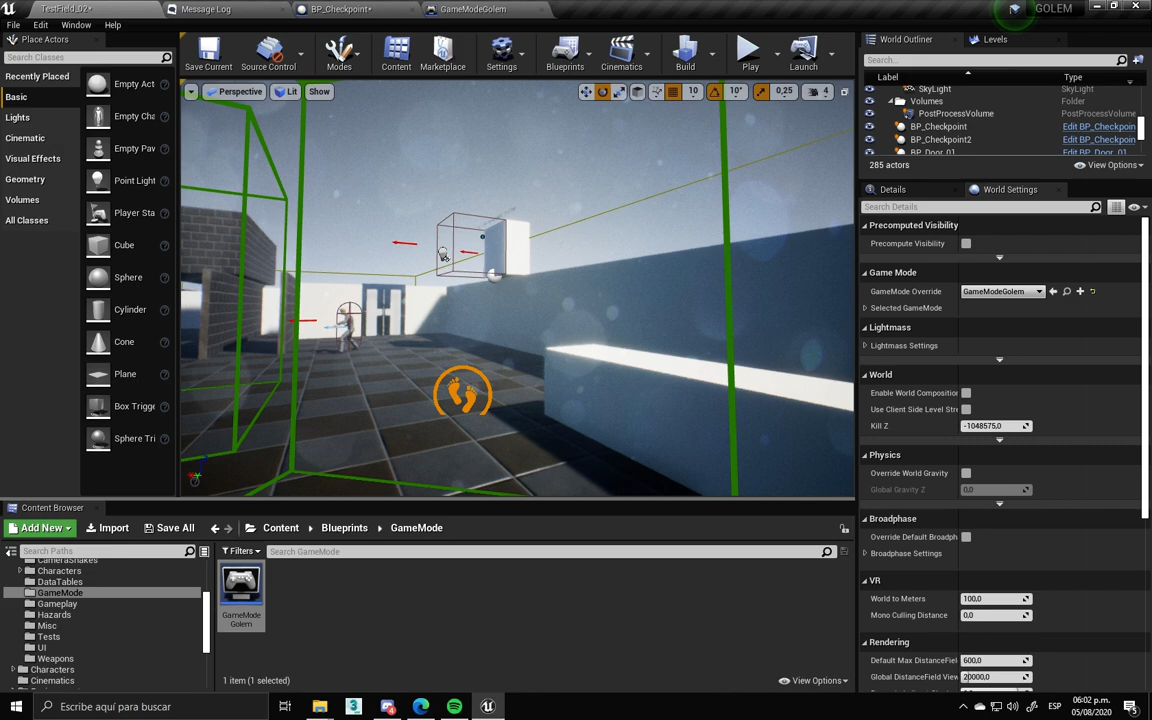 TestField_02*
Message Log
BP_Checkpoint*
GameModeGolem
GOLEM
File Edit Window Help
Place Actors
Search Classes
Recently Placed
Basic
Lights
Cinematic
Visual Effects
Geometry
Volumes
All Classes
Empty Act
Empty Cha
Empty Pav
Point Light
Player Sta
Cube
Sphere
Cylinder
Cone
Plane
Box Trigge
Sphere Tri
Save Current
Source Control
Modes
Content
Marketplace
Settings
Blueprints
Cinematics
Build
Play
Launch
Perspective
Lit
Show
10
10°
0,25
4
World Outliner
Levels
Search...
Label
Type
SkyLight SkyLight
Volumes Folder
PostProcessVolume PostProcessVolume
BP_Checkpoint Edit BP_Checkpoin
BP_Checkpoint2 Edit BP_Checkpoin
BP_Door_01 Edit BP_Door_01
285 actors
View Options
Details
World Settings
Search Details
Precomputed Visibility
Precompute Visibility
Game Mode
GameMode Override GameModeGolem
Selected GameMode
Lightmass
Lightmass Settings
World
Enable World Composition
Use Client Side Level Stre
Kill Z -1048575,0
Physics
Override World Gravity
Global Gravity Z 0,0
Broadphase
Override Default Broadph
Broadphase Settings
VR
World to Meters 100,0
Mono Culling Distance 0,0
Rendering
Default Max DistanceFiel 600,0
Global DistanceField View 20000,0
Content Browser
Add New
Import
Save All
Content
Blueprints
GameMode
Search Paths
Filters
Search GameMode
CameraShakes
Characters
DataTables
GameMode
Gameplay
Hazards
Misc
Tests
UI
Weapons
Characters
Cinematics
GameMode
Golem
1 item (1 selected)
View Options
Escribe aquí para buscar
ESP
06:02 p.m.
05/08/2020
5